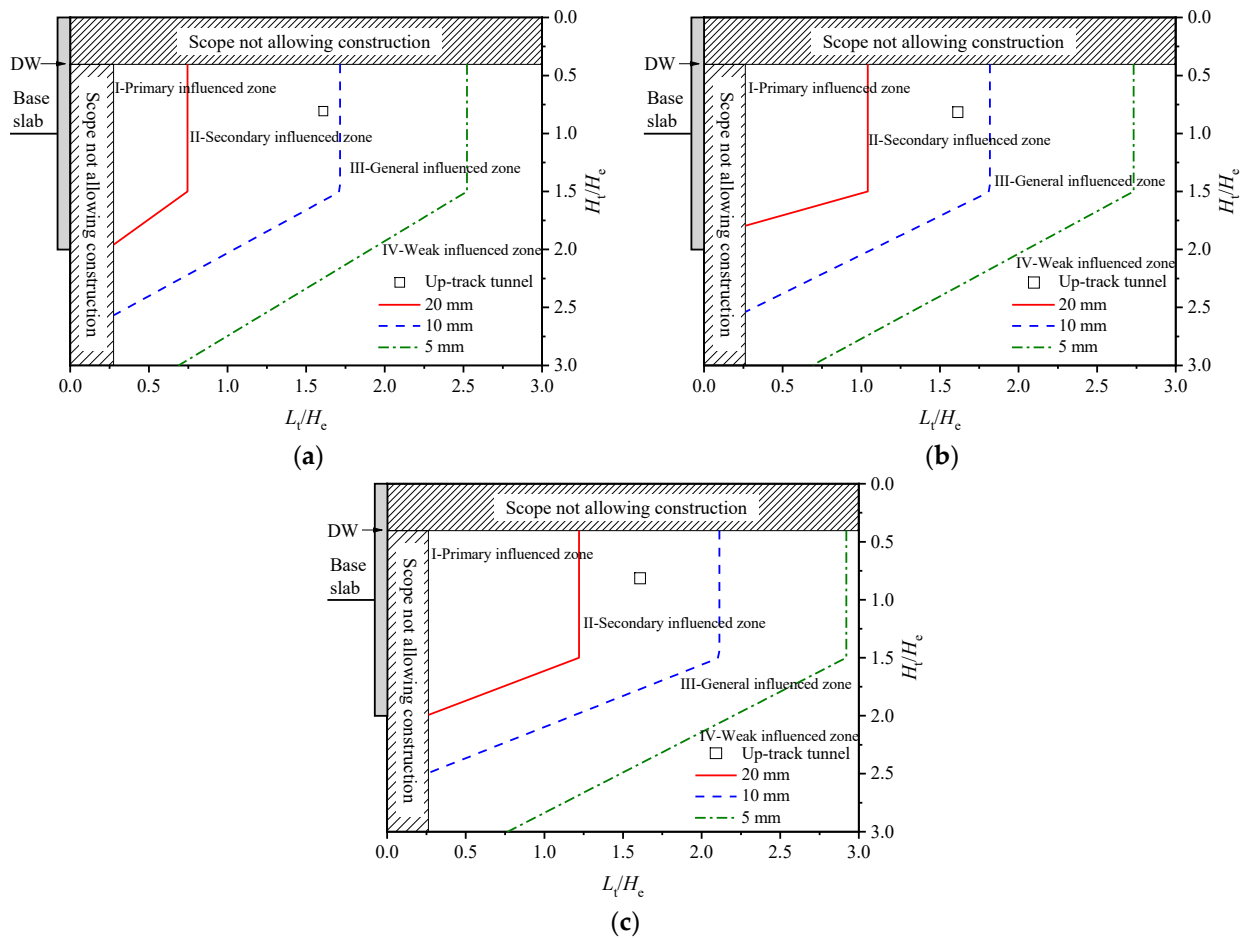 Scope not allowing construction
0.0
DW
0.5
I-Primary influenced zone
Base
slab
Scope not allowing construction
II-Secondary influenced zone
1.0
III-General influenced zone
1.5
Ht/He
2.0
IV-Weak influenced zone
Up-track tunnel
20 mm
2.5
10 mm
5 mm
3.0
0.0 0.5 1.0 1.5 2.0 2.5 3.0
Lt/He
(a)
Scope not allowing construction
0.0
DW
0.5
I-Primary influenced zone
Base
slab
Scope not allowing construction
II-Secondary influenced zone
1.0
III-General influenced zone
1.5
Ht/He
2.0
IV-Weak influenced zone
Up-track tunnel
20 mm
2.5
10 mm
5 mm
3.0
0.0 0.5 1.0 1.5 2.0 2.5 3.0
Lt/He
(b)
Scope not allowing construction
0.0
DW
0.5
I-Primary influenced zone
Base
slab
Scope not allowing construction
1.0
II-Secondary influenced zone
1.5
Ht/He
III-General influenced zone
2.0
IV-Weak influenced zone
Up-track tunnel
20 mm
2.5
10 mm
5 mm
3.0
0.0 0.5 1.0 1.5 2.0 2.5 3.0
Lt/He
(c)